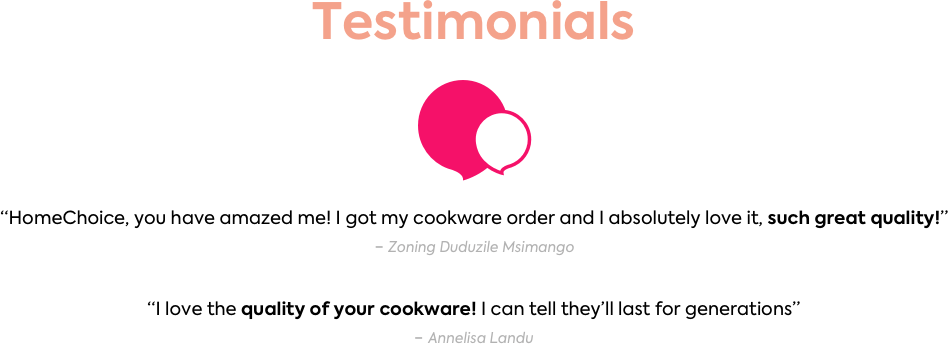 Testimonials
“HomeChoice, you have amazed me! I got my cookware order and I absolutely love it, such great quality!”
– Zoning Duduzile Msimango
“I love the quality of your cookware! I can tell they’ll last for generations”
– Annelisa Landu